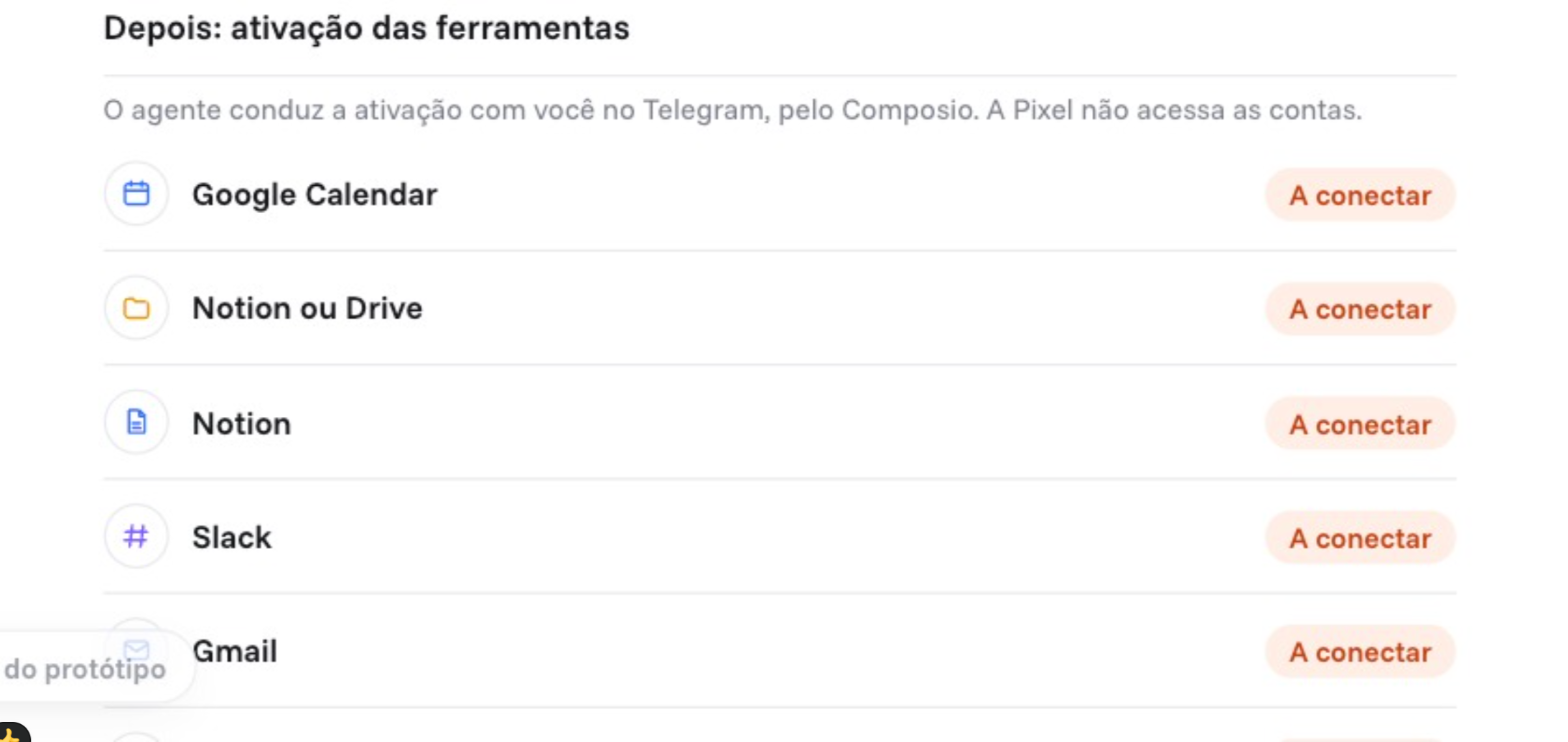 Depois: ativação das ferramentas
O agente conduz a ativação com você no Telegram, pelo Composio. A Pixel não acessa as contas.
Google Calendar
A conectar
Notion ou Drive
A conectar
Notion
A conectar
Slack
A conectar
Gmail
A conectar
do protótipo